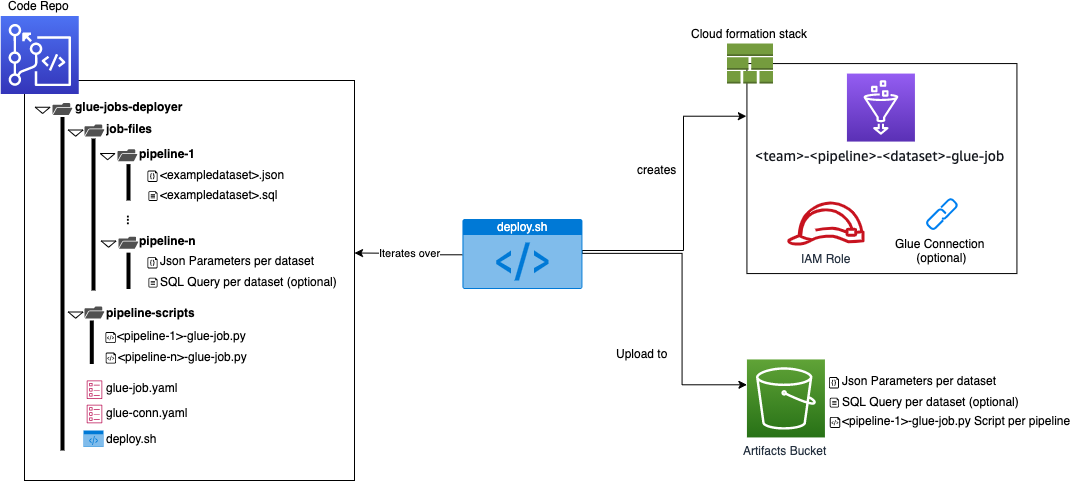 Code Repo
glue-jobs-deployer
job-files
pipeline-1
<exampledataset>.json
<exampledataset>.sql
pipeline-n
Json Parameters per dataset
SQL Query per dataset (optional)
pipeline-scripts
<pipeline-1>-glue-job.py
<pipeline-n>-glue-job.py
glue-job.yaml
glue-conn.yaml
deploy.sh
Iterates over
deploy.sh
</>
creates
Upload to
Cloud formation stack
<team>-<pipeline>-<dataset>-glue-job
IAM Role
Glue Connection
(optional)
Json Parameters per dataset
SQL Query per dataset (optional)
<pipeline-1>-glue-job.py Script per pipeline
Artifacts Bucket